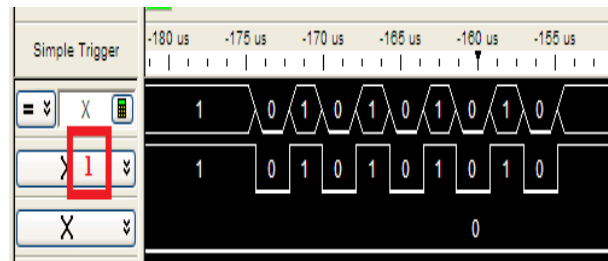 Simple Trigger
-180 us -175 us -170 us -165 us -160 us -155 us
= X 1 0 1 0 1 0 1 0 1 0
X 1 1 0 1 0 1 0 1 0 1 0
X 0